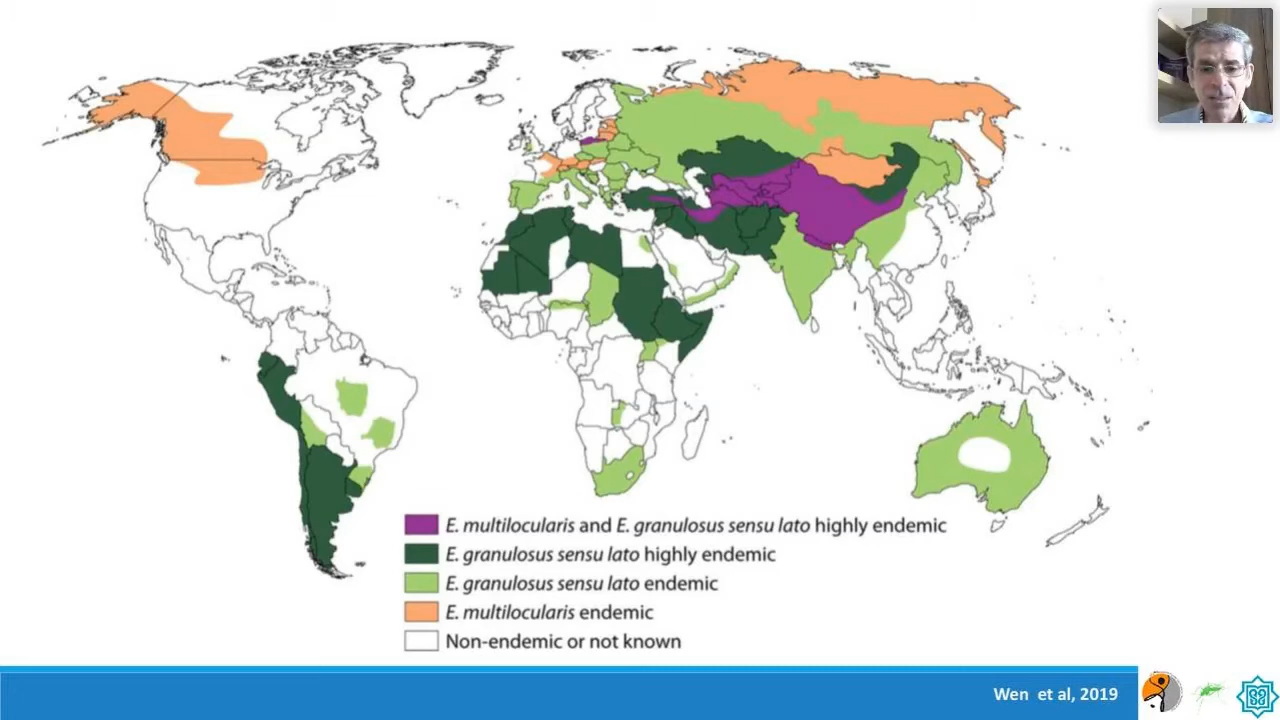 E. multilocularis and E. granulosus sensu lato highly endemic
E. granulosus sensu lato highly endemic
E. granulosus sensu lato endemic
E. multilocularis endemic
Non-endemic or not known
Wen et al, 2019